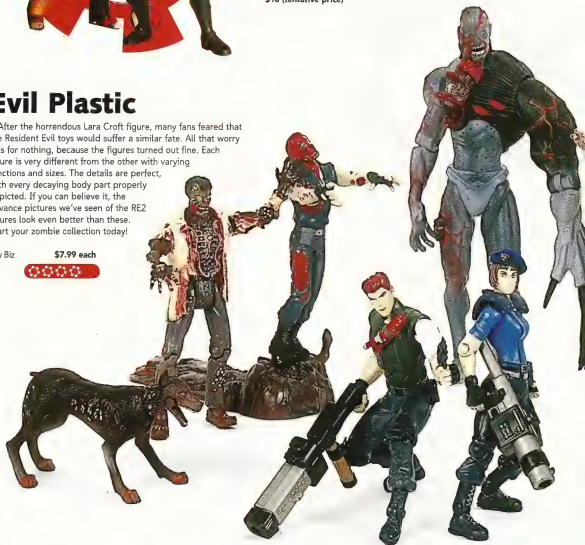 $10 (tentative price)
Evil Plastic
After the horrendous Lara Croft figure, many fans feared that
e Resident Evil toys would suffer a similar fate. All that worry
s for nothing, because the figures turned out fine. Each
ure is very different from the other with varying
nctions and sizes. The details are perfect,
th every decaying body part properly
picted. If you can believe it, the
vance pictures we've seen of the RE2
ures look even better than these.
art your zombie collection today!
y Biz $7.99 each